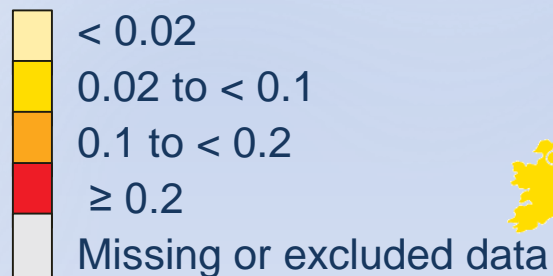 < 0.02
0.02 to < 0.1
0.1 to < 0.2
≥ 0.2
Missing or excluded data